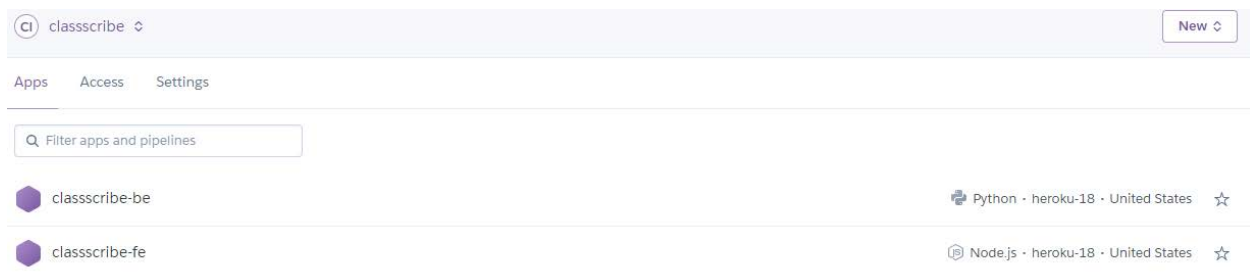 CI classscribe
New
Apps Access Settings
Filter apps and pipelines
classscribe-be Python · heroku-18 · United States
classscribe-fe JS Node.js · heroku-18 · United States